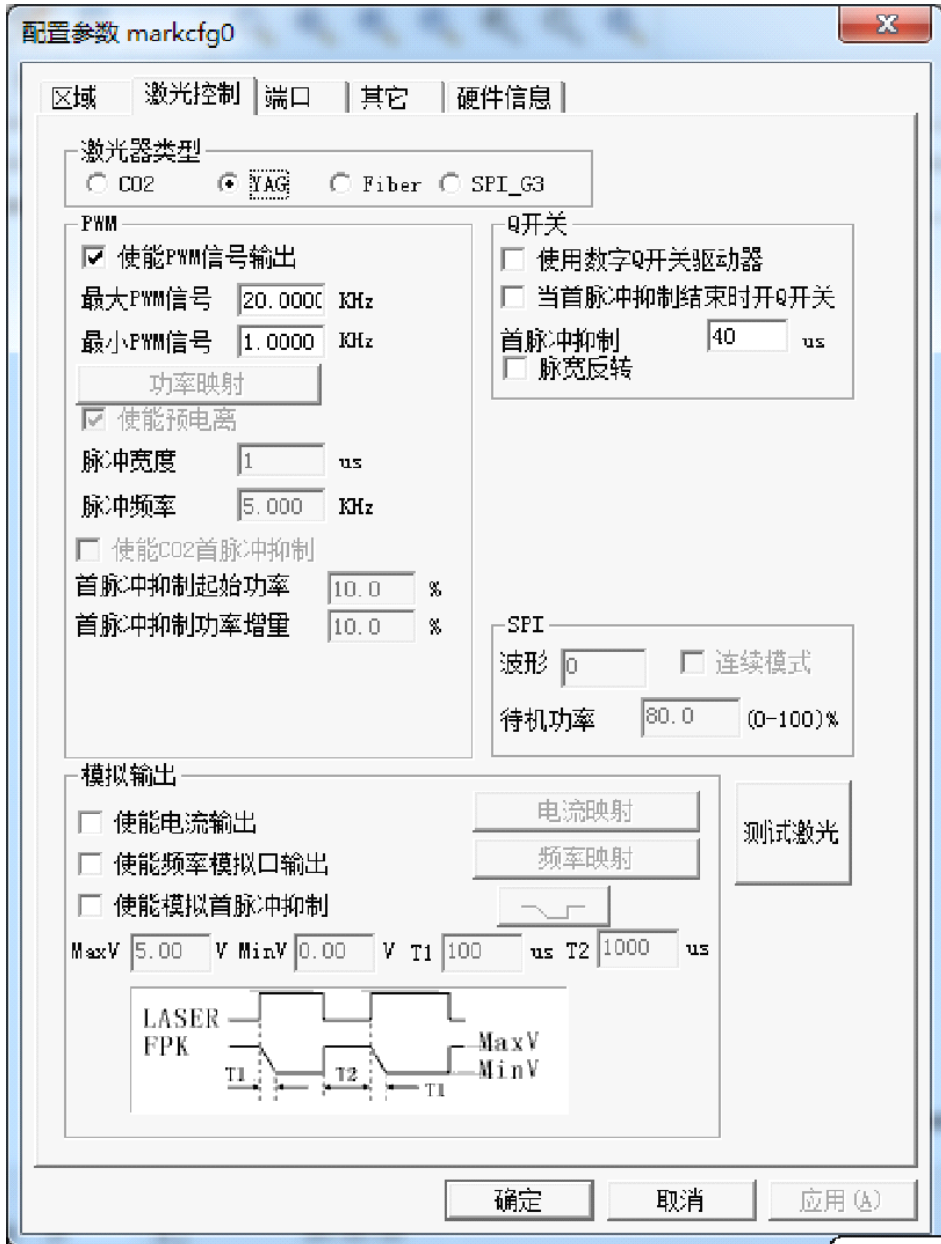 配置参数 markcfg0
区域 激光控制 端口 其它 硬件信息
激光器类型
CO2 YAG Fiber SPI_G3
PWM
使能PWM信号输出
最大PWM信号 20.0000 KHz
最小PWM信号 1.0000 KHz
功率映射
使能预电离
脉冲宽度 1 us
脉冲频率 5.000 KHz
使能CO2首脉冲抑制
首脉冲抑制起始功率 10.0 %
首脉冲抑制功率增量 10.0 %
Q开关
使用数字Q开关驱动器
当首脉冲抑制结束时开Q开关
首脉冲抑制 40 us
脉宽反转
SPI
波形 0 连续模式
待机功率 80.0 (0-100)%
模拟输出
使能电流输出 电流映射
使能频率模拟口输出 频率映射
使能模拟首脉冲抑制
MaxV 5.00 V MinV 0.00 V T1 100 us T2 1000 us
LASER
FPK MaxV
MinV
T1 T2 T1
测试激光
确定 取消 应用(A)